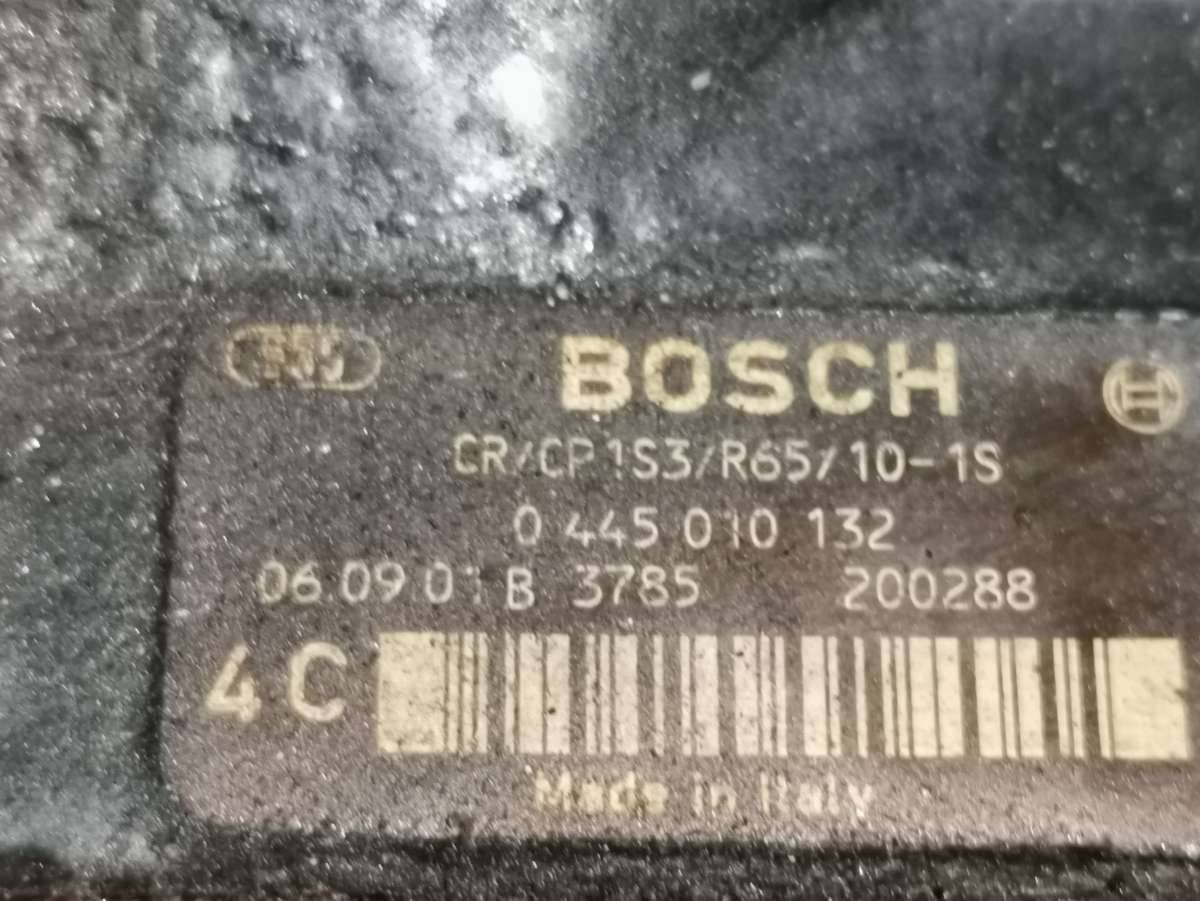 BOSCH
CR/CP1S3/R65/10-1S
0 445 010 132
06.09.01 B 3785 200288
4C
Made in Italy